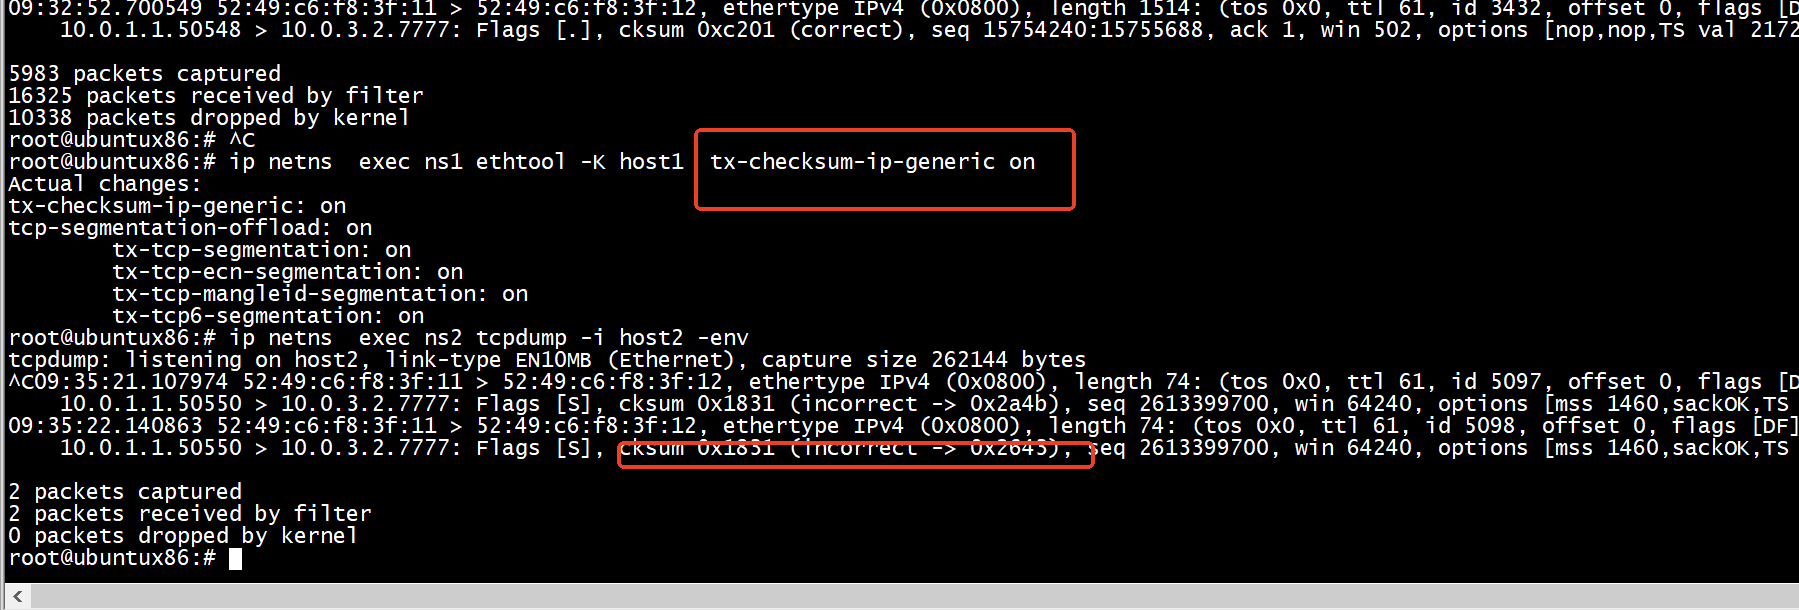 09:32:52.700549 52:49:c6:f8:3f:11 > 52:49:c6:f8:3f:12, ethertype IPv4 (0x0800), length 1514: (tos 0x0, ttl 61, id 3432, offset 0, flags [D
    10.0.1.1.50548 > 10.0.3.2.7777: Flags [.], cksum 0xc201 (correct), seq 15754240:15755688, ack 1, win 502, options [nop,nop,TS val 2172
5983 packets captured
16325 packets received by filter
10338 packets dropped by kernel
root@ubuntux86:# ^C
root@ubuntux86:# ip netns  exec ns1 ethtool -K host1  tx-checksum-ip-generic on
Actual changes:
tx-checksum-ip-generic: on
tcp-segmentation-offload: on
        tx-tcp-segmentation: on
        tx-tcp-ecn-segmentation: on
        tx-tcp-mangleid-segmentation: on
        tx-tcp6-segmentation: on
root@ubuntux86:# ip netns  exec ns2 tcpdump -i host2 -env
tcpdump: listening on host2, link-type EN10MB (Ethernet), capture size 262144 bytes
^C09:35:21.107974 52:49:c6:f8:3f:11 > 52:49:c6:f8:3f:12, ethertype IPv4 (0x0800), length 74: (tos 0x0, ttl 61, id 5097, offset 0, flags [D
    10.0.1.1.50550 > 10.0.3.2.7777: Flags [S], cksum 0x1831 (incorrect -> 0x2a4b), seq 2613399700, win 64240, options [mss 1460,sackOK,TS
09:35:22.140863 52:49:c6:f8:3f:11 > 52:49:c6:f8:3f:12, ethertype IPv4 (0x0800), length 74: (tos 0x0, ttl 61, id 5098, offset 0, flags [DF]
    10.0.1.1.50550 > 10.0.3.2.7777: Flags [S], cksum 0x1831 (incorrect -> 0x2643), seq 2613399700, win 64240, options [mss 1460,sackOK,TS
2 packets captured
2 packets received by filter
0 packets dropped by kernel
root@ubuntux86:#